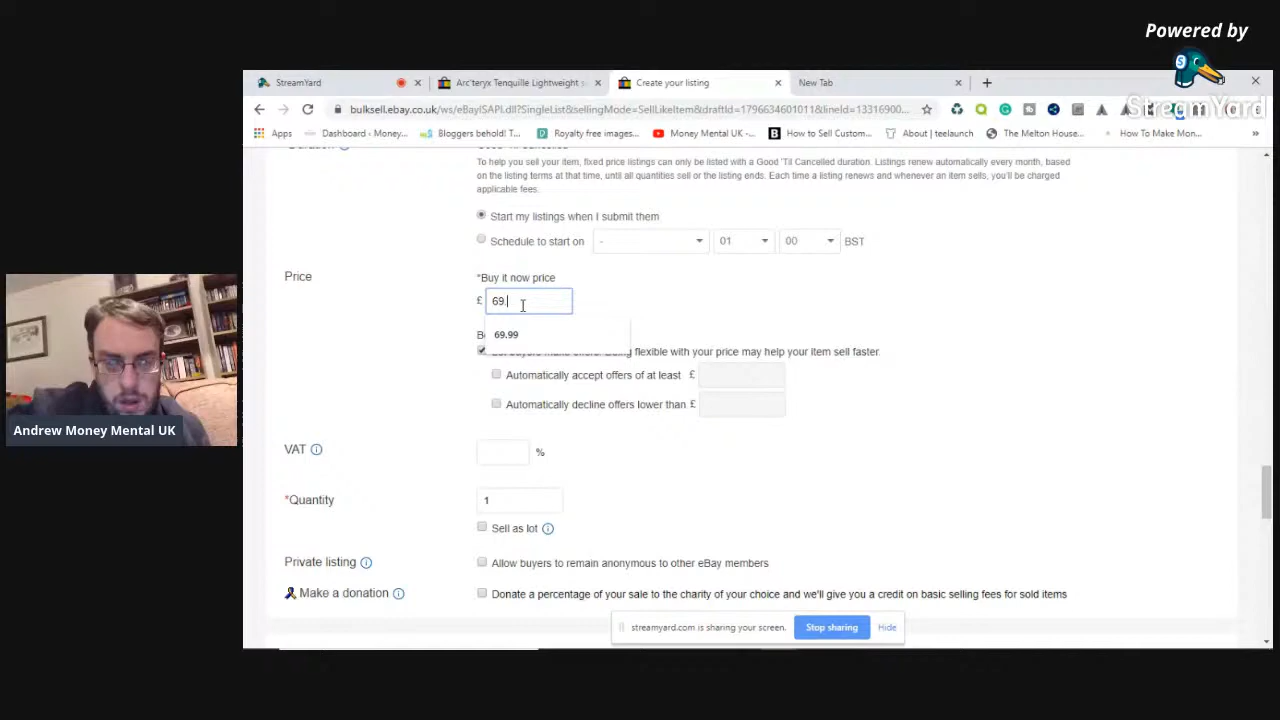 Powered by
StreamYard
StreamYard
Arc'teryx Tenquille Lightweight s
Create your listing
New Tab
bulksell.ebay.co.uk/ws/eBayISAPI.dll?SingleList&sellingMode=SellLikeItem&draftId=1796634601011&lineId=13316900...
Apps
Dashboard ‹ Money...
Bloggers behold! T...
Royalty free images...
Money Mental UK -...
How to Sell Custom...
About | teelaunch
The Melton House...
How To Make Mon...
To help you sell your item, fixed price listings can only be listed with a Good 'Til Cancelled duration. Listings renew automatically every month, based
on the listing terms at that time, until all quantities sell or the listing ends. Each time a listing renews and whenever an item sells, you'll be charged
applicable fees.
Start my listings when I submit them
Schedule to start on - 01 00 BST
Price
*Buy it now price
£ 69.
69.99
flexible with your price may help your item sell faster.
Automatically accept offers of at least £
Automatically decline offers lower than £
VAT
%
*Quantity
1
Sell as lot
Private listing
Allow buyers to remain anonymous to other eBay members
Make a donation
Donate a percentage of your sale to the charity of your choice and we'll give you a credit on basic selling fees for sold items
streamyard.com is sharing your screen.
Stop sharing
Hide
Andrew Money Mental UK